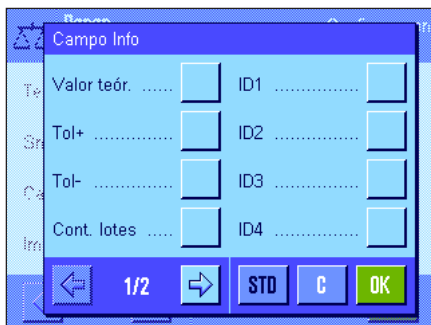 Campo Info
Valor teór. ......
Tol+ ...............
Tol- ...............
Cont. lotes .....
ID1 ................
ID2 ................
ID3 ................
ID4 ................
1/2
STD
C
OK